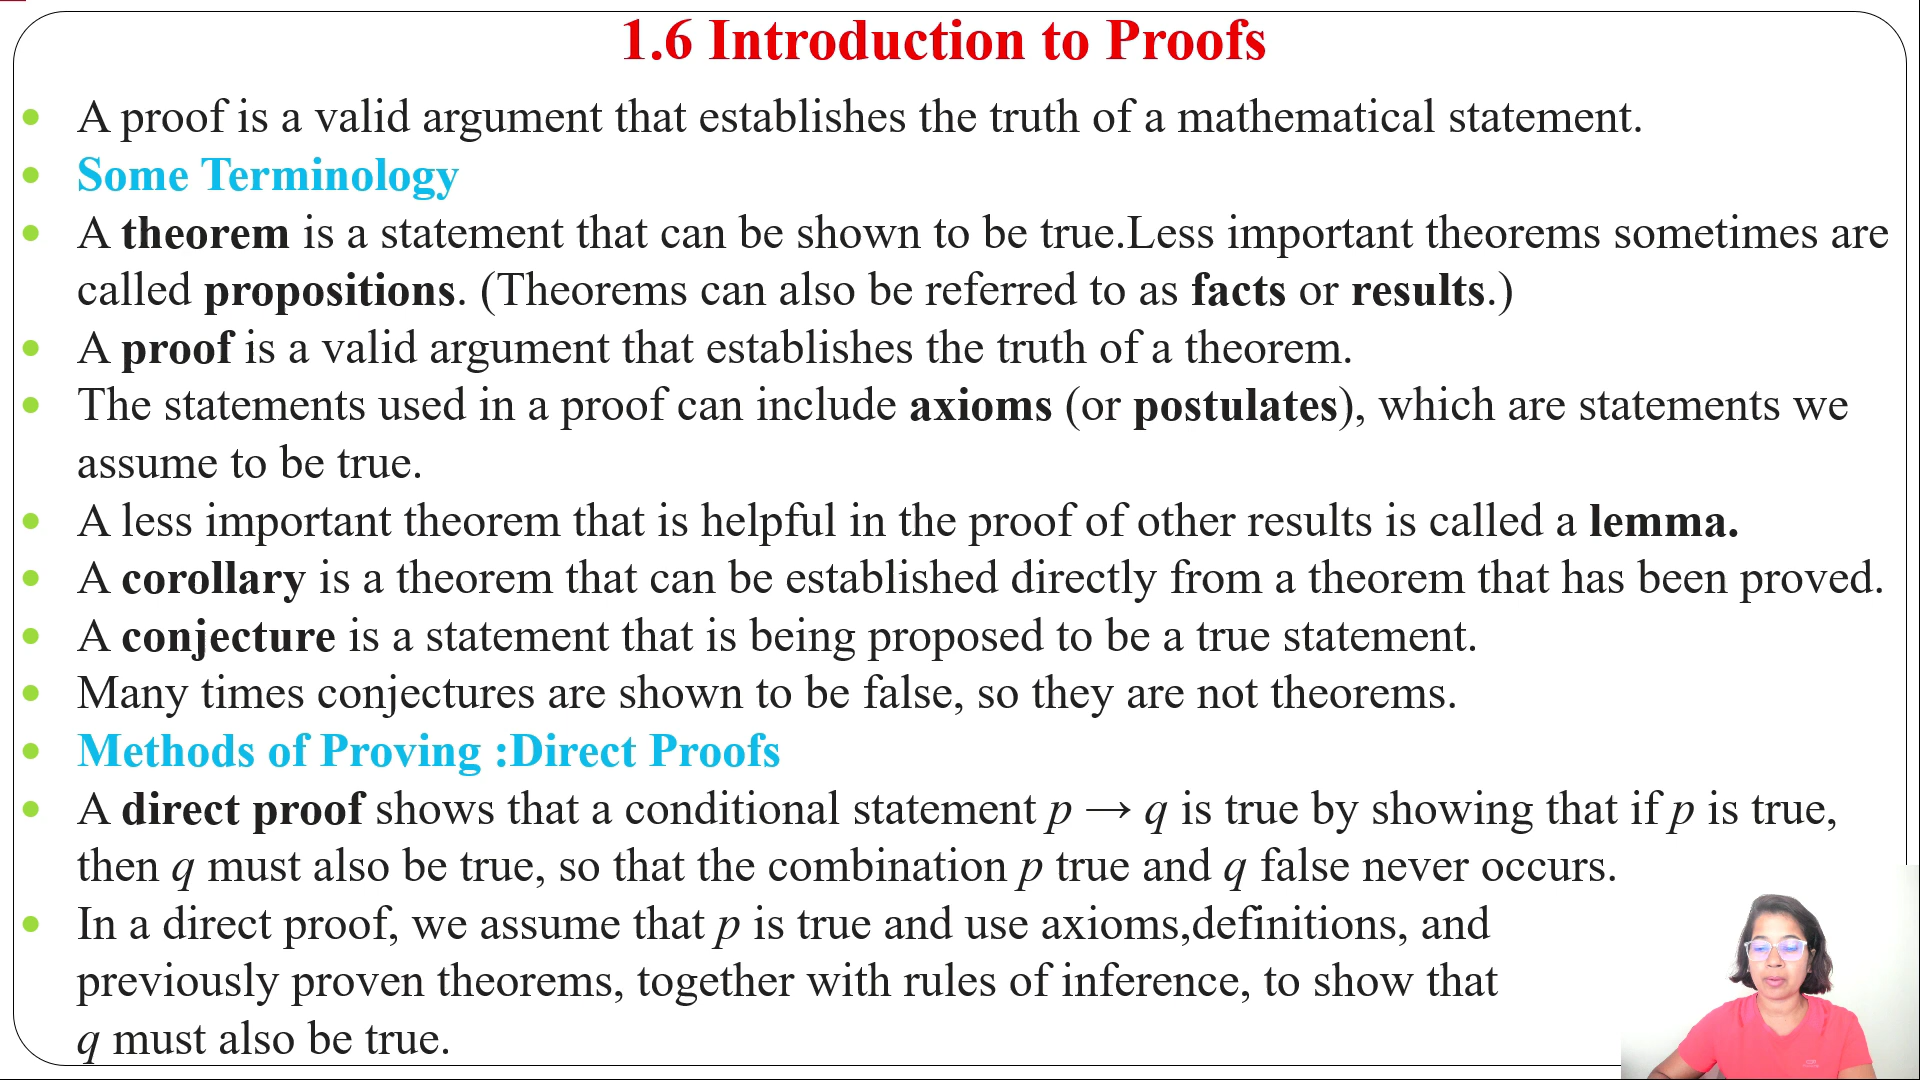 1.6 Introduction to Proofs
A proof is a valid argument that establishes the truth of a mathematical statement.
Some Terminology
A theorem is a statement that can be shown to be true.Less important theorems sometimes are
called propositions. (Theorems can also be referred to as facts or results.)
A proof is a valid argument that establishes the truth of a theorem.
The statements used in a proof can include axioms (or postulates), which are statements we
assume to be true.
A less important theorem that is helpful in the proof of other results is called a lemma.
A corollary is a theorem that can be established directly from a theorem that has been proved.
A conjecture is a statement that is being proposed to be a true statement.
Many times conjectures are shown to be false, so they are not theorems.
Methods of Proving :Direct Proofs
A direct proof shows that a conditional statement p → q is true by showing that if p is true,
then q must also be true, so that the combination p true and q false never occurs.
In a direct proof, we assume that p is true and use axioms,definitions, and
previously proven theorems, together with rules of inference, to show that
q must also be true.